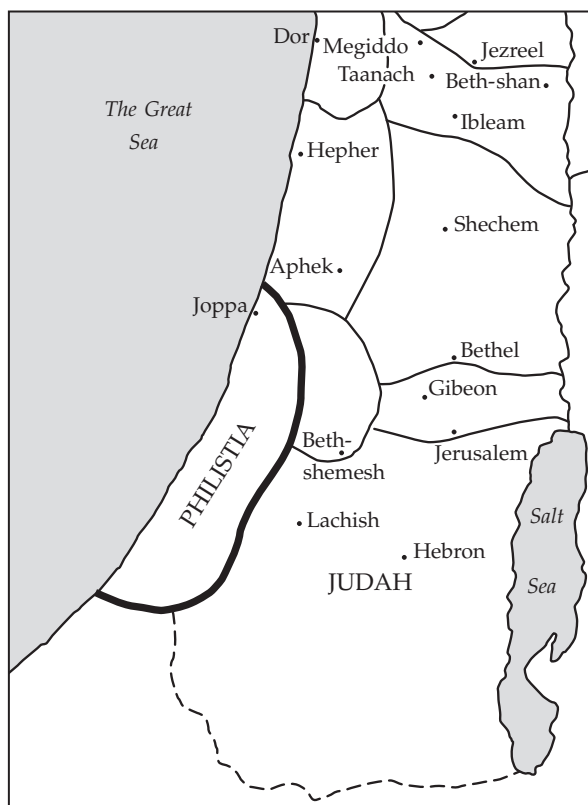 Dor
Megiddo
Jezreel
Taanach
Beth-shan
The Great
Sea
Ibleam
Hepher
Shechem
Aphek
Joppa
Bethel
Gibeon
Beth-
shemesh
Jerusalem
PHILISTIA
Lachish
Salt
Sea
Hebron
JUDAH